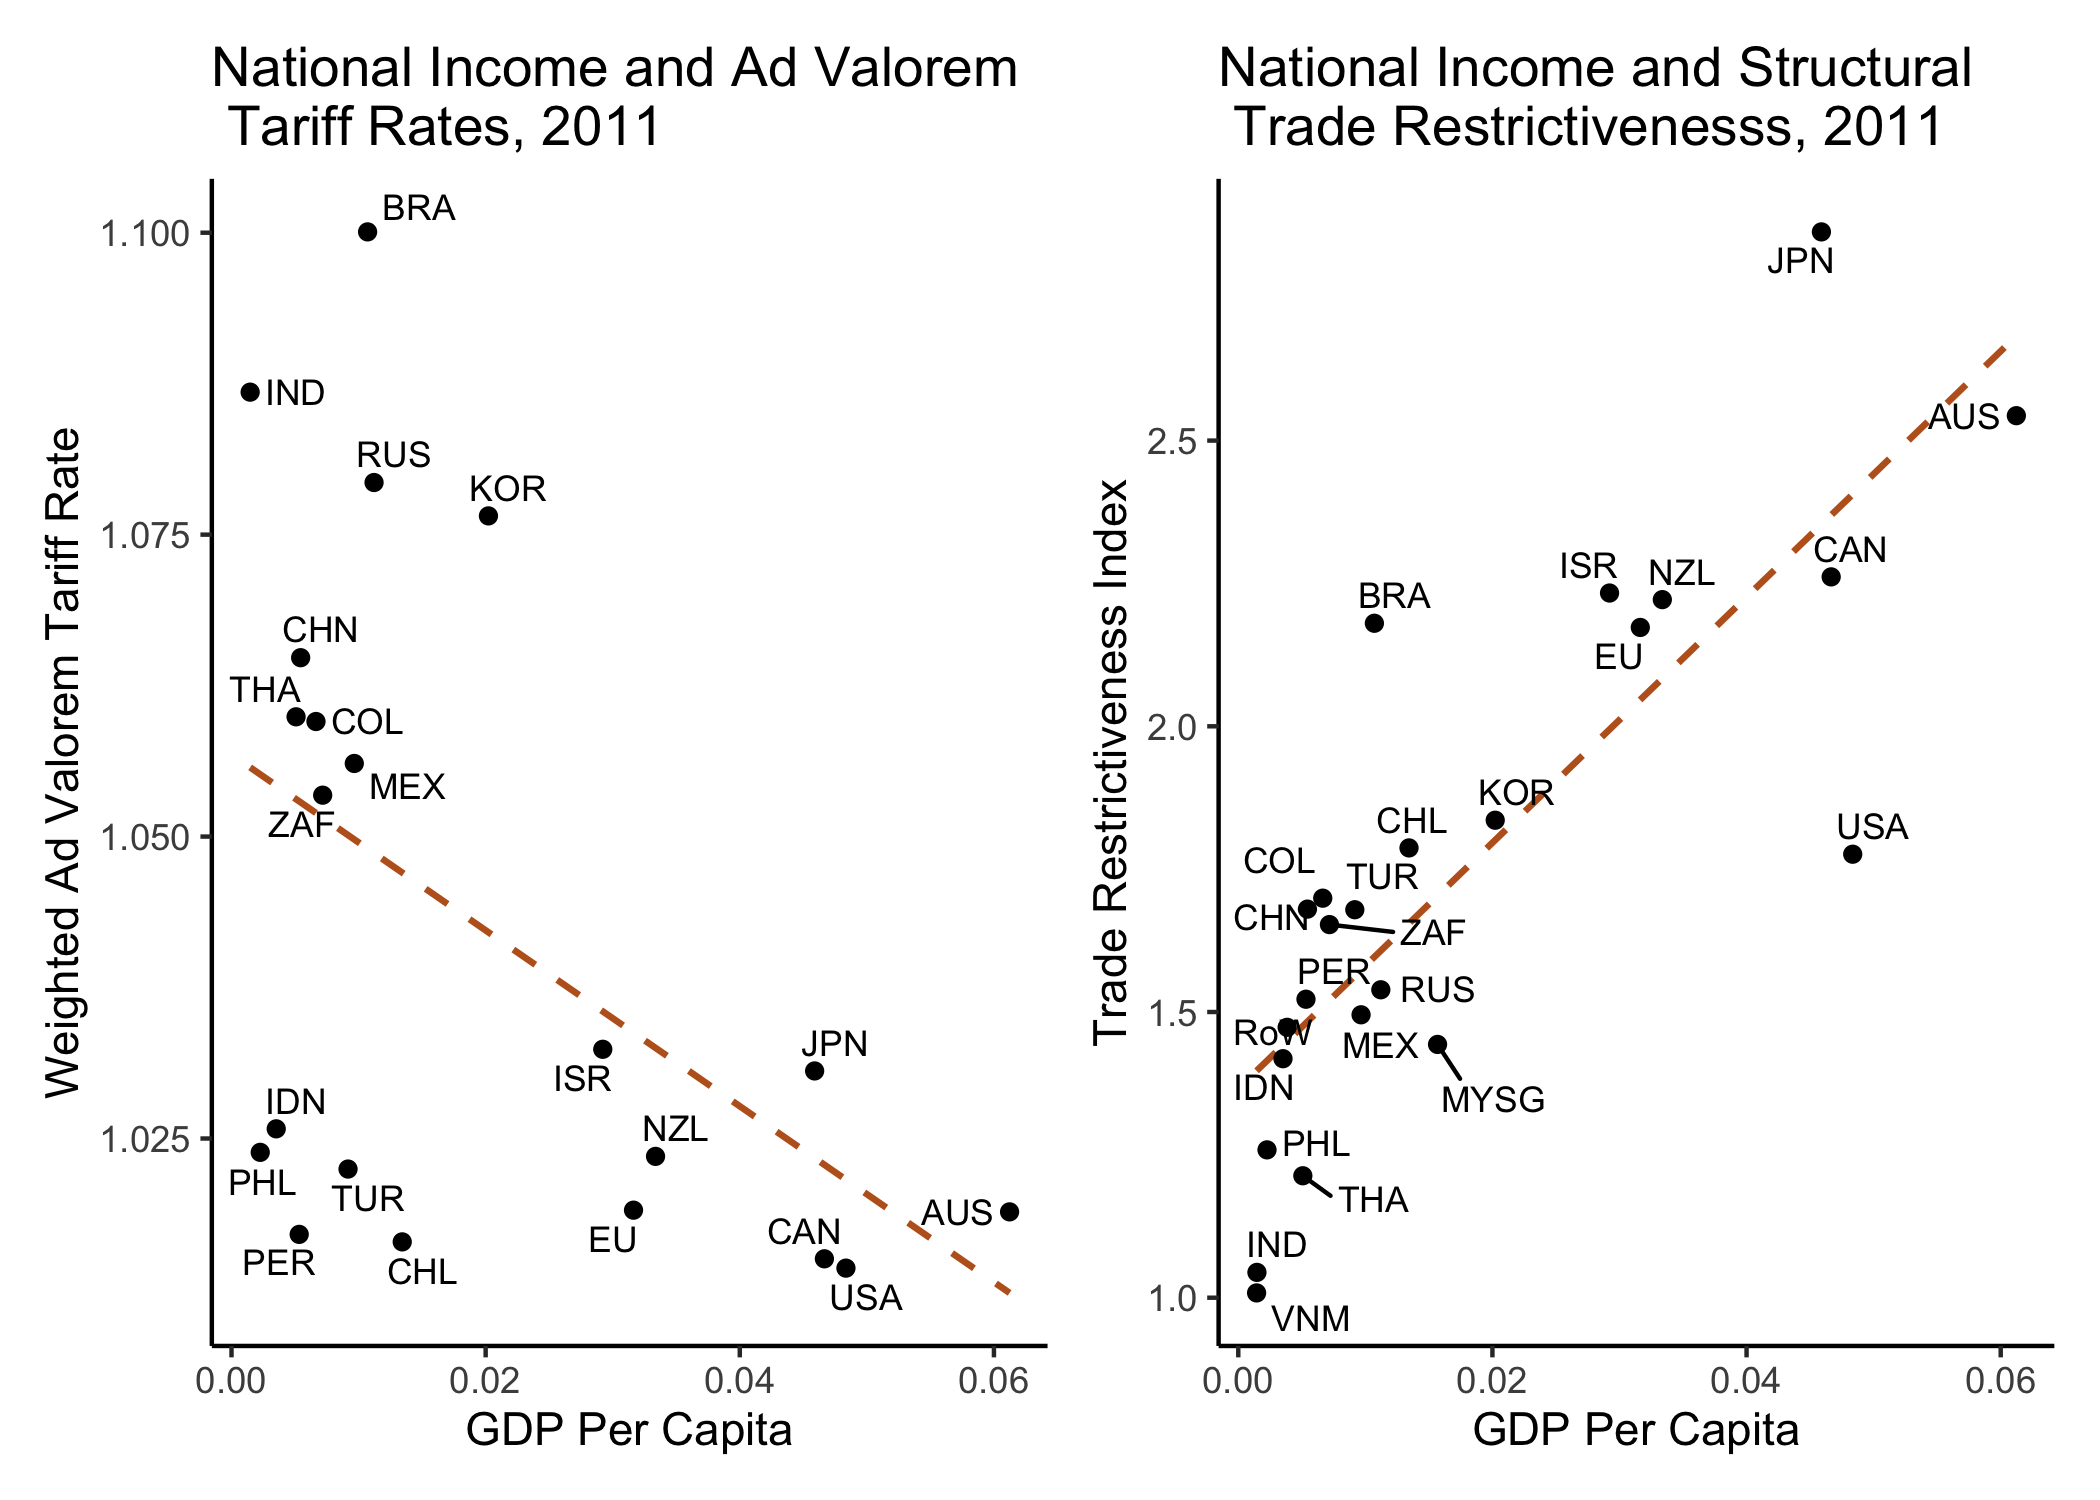 National Income and Ad Valorem
Tariff Rates, 2011
Weighted Ad Valorem Tariff Rate
1.100
1.075
1.050
1.025
BRA
IND
RUS
KOR
CHN
THA
COL
MEX
ZAF
ISR
JPN
IDN
NZL
PHL
TUR
AUS
EU
CAN
PER
CHL
USA
0.00 0.02 0.04 0.06
GDP Per Capita
National Income and Structural
Trade Restrictivenesss, 2011
Trade Restrictiveness Index
2.5
2.0
1.5
1.0
JPN
AUS
CAN
ISR
NZL
BRA
EU
KOR
CHL
USA
COL
TUR
CHN
ZAF
PER
RUS
RoW
MEX
IDN
MYSG
PHL
THA
IND
VNM
0.00 0.02 0.04 0.06
GDP Per Capita